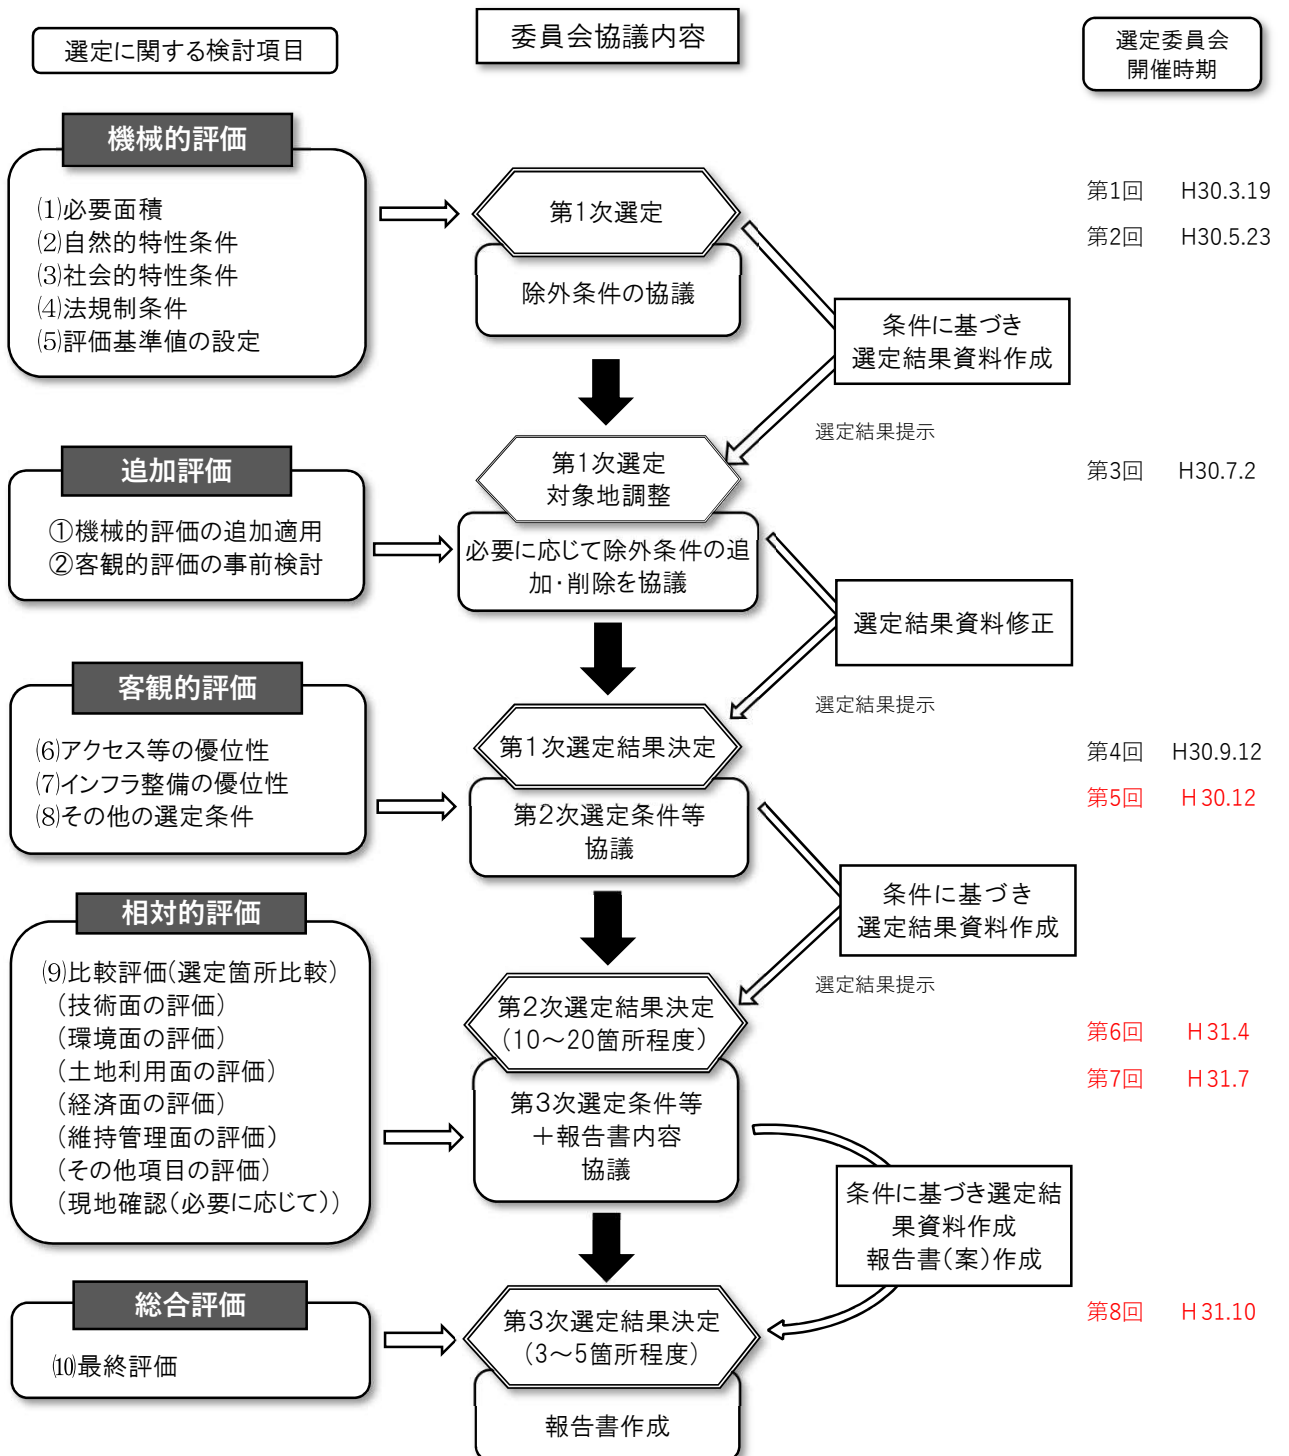 選定に関する検討項目
委員会協議内容
選定委員会
開催時期
機械的評価
⑴必要面積
⑵自然的特性条件
⑶社会的特性条件
⑷法規制条件
⑸評価基準値の設定
第1次選定
除外条件の協議
条件に基づき
選定結果資料作成
選定結果提示
第1回 H30.3.19
第2回 H30.5.23
追加評価
①機械的評価の追加適用
②客観的評価の事前検討
第1次選定
対象地調整
必要に応じて除外条件の追
加・削除を協議
選定結果資料修正
選定結果提示
第3回 H30.7.2
客観的評価
⑹アクセス等の優位性
⑺インフラ整備の優位性
⑻その他の選定条件
第1次選定結果決定
第2次選定条件等
協議
条件に基づき
選定結果資料作成
選定結果提示
第4回 H30.9.12
第5回 H30.12
相対的評価
⑼比較評価(選定箇所比較)
(技術面の評価)
(環境面の評価)
(土地利用面の評価)
(経済面の評価)
(維持管理面の評価)
(その他項目の評価)
(現地確認(必要に応じて))
第2次選定結果決定
(10～20箇所程度)
第3次選定条件等
＋報告書内容
協議
条件に基づき選定結
果資料作成
報告書(案)作成
第6回 H31.4
第7回 H31.7
総合評価
⑽最終評価
第3次選定結果決定
(3～5箇所程度)
報告書作成
第8回 H31.10